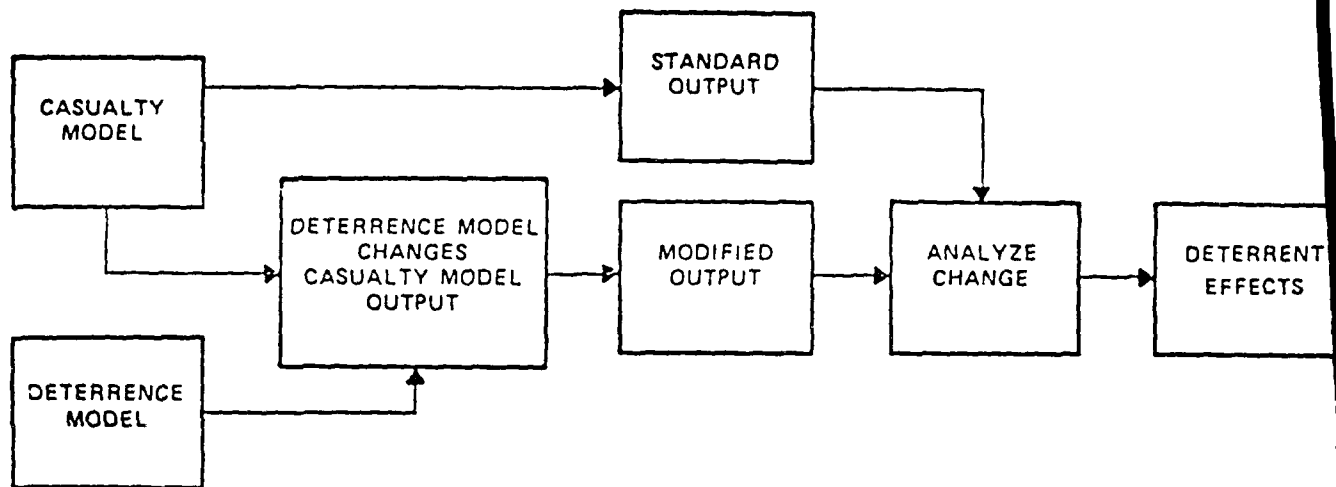 CASUALTY
MODEL
STANDARD
OUTPUT
DETERRENCE MODEL
CHANGES
CASUALTY MODEL
OUTPUT
MODIFIED
OUTPUT
ANALYZE
CHANGE
DETERRENT
EFFECTS
DETERRENCE
MODEL